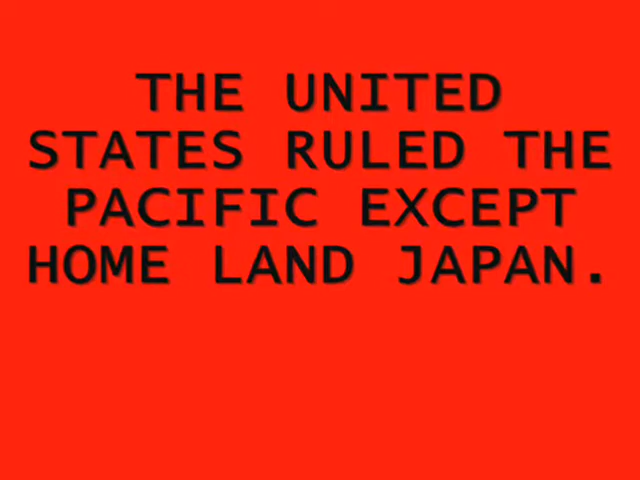 THE UNITED
STATES RULED THE
PACIFIC EXCEPT
HOME LAND JAPAN.